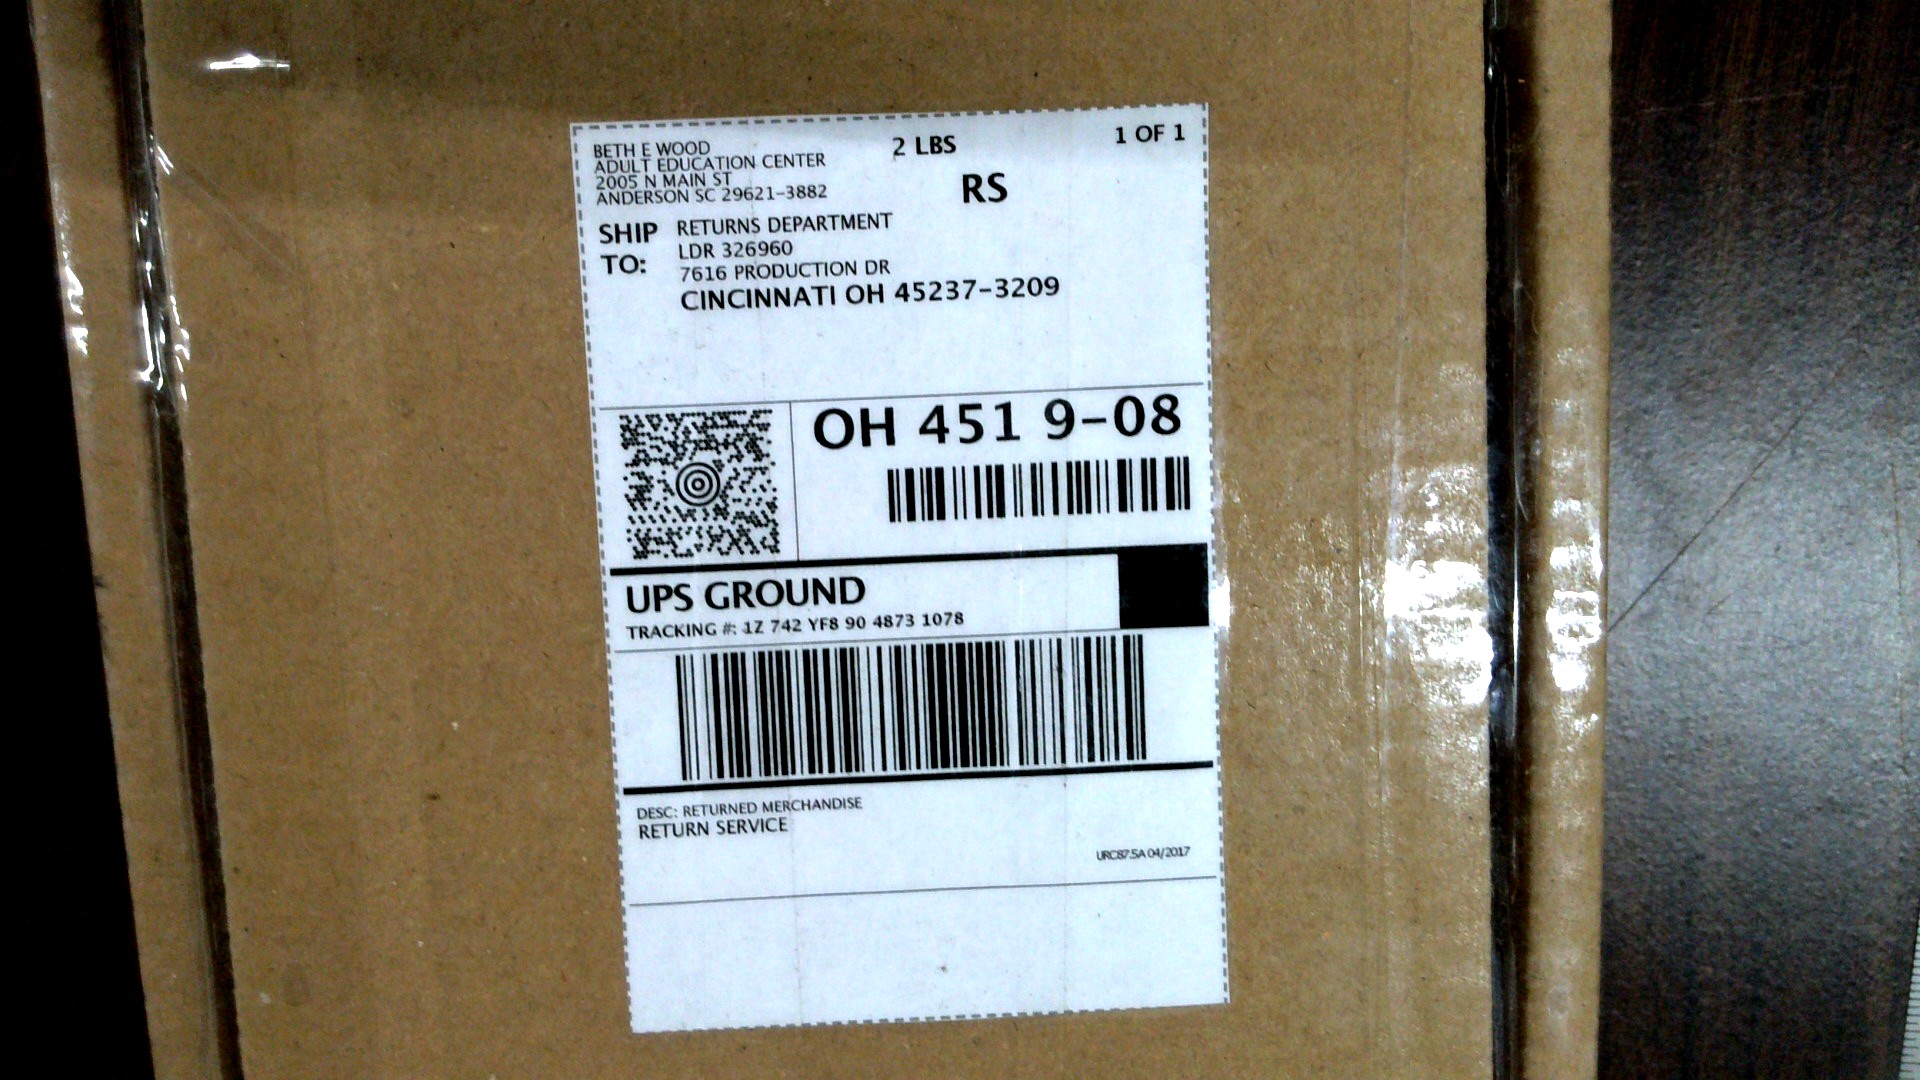 BETH E WOOD
ADULT EDUCATION CENTER
2005 N MAIN ST
ANDERSON SC 29621-3882
2 LBS
1 OF 1
RS
SHIP TO:
RETURNS DEPARTMENT
LDR 326960
7616 PRODUCTION DR
CINCINNATI OH 45237-3209
OH 451 9-08
UPS GROUND
TRACKING #: 1Z 742 YF8 90 4873 1078
DESC: RETURNED MERCHANDISE
RETURN SERVICE
URC87.5A 04/2017